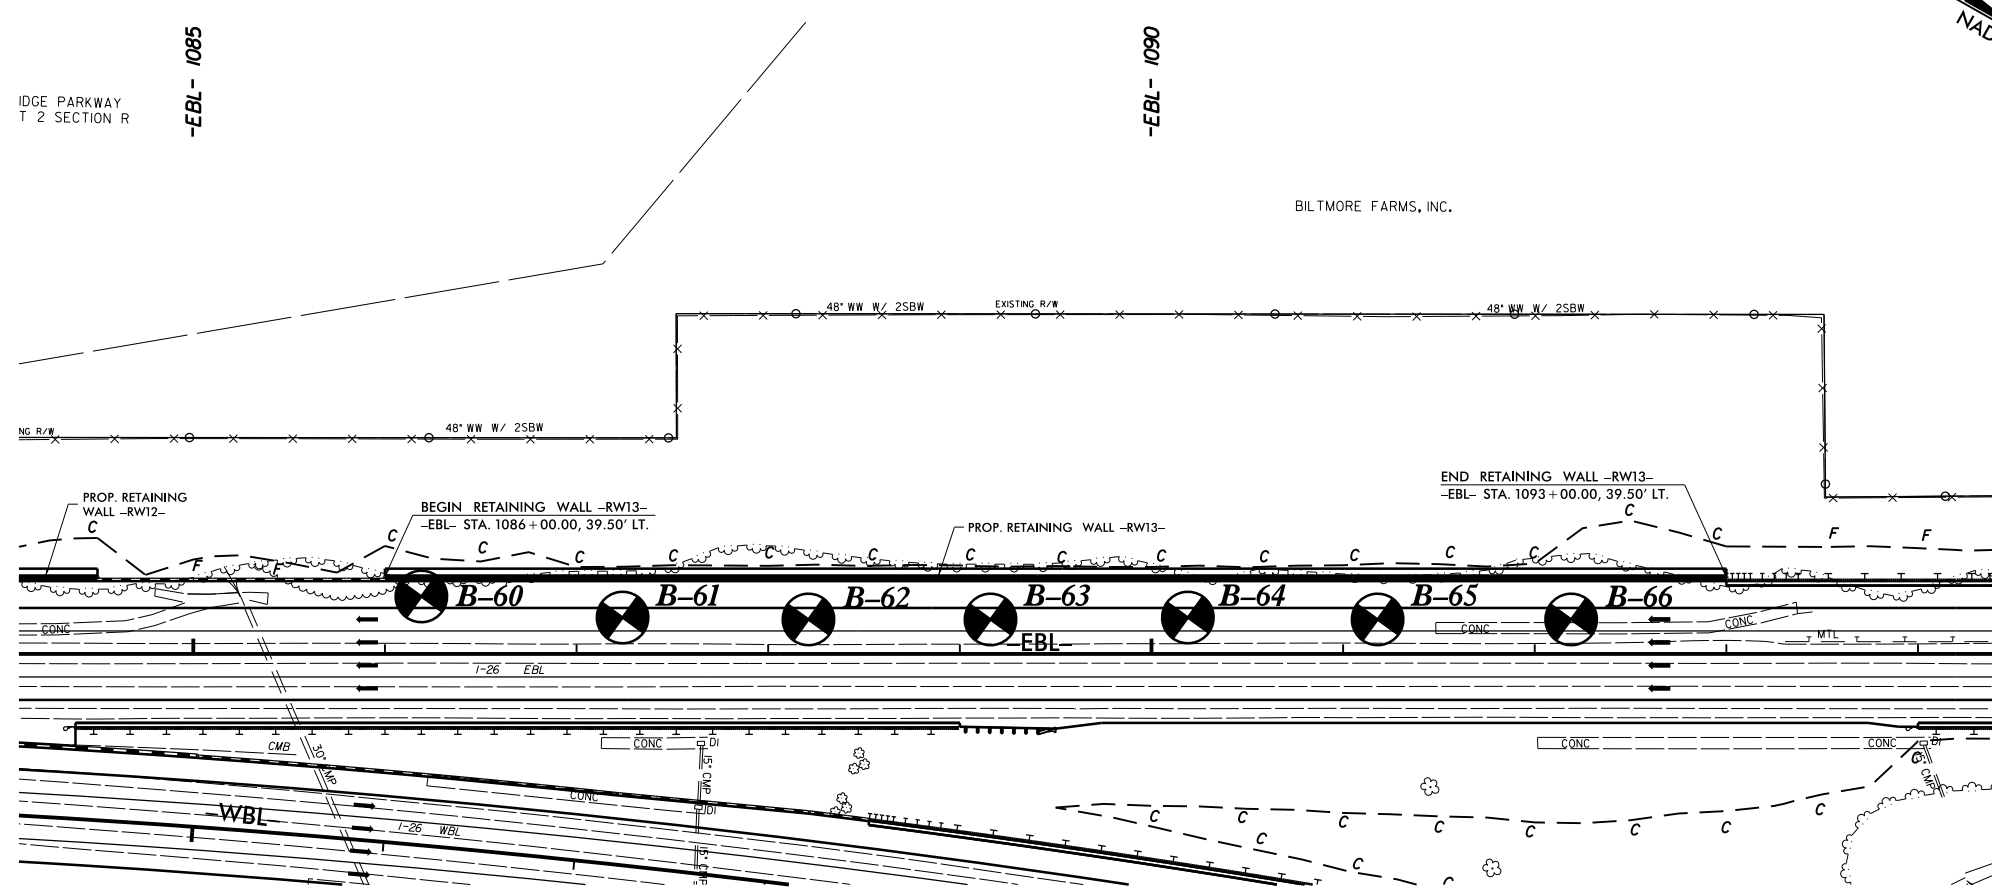 -EBL- 1085
-EBL- 1090
NAD
IDGE PARKWAY
T 2 SECTION R
BILTMORE FARMS, INC.
48" WW W/ 2SBW
EXISTING R/W
48" WW W/ 2SBW
NG R/W
48" WW W/ 2SBW
PROP. RETAINING
WALL -RW12-
BEGIN RETAINING WALL -RW13-
-EBL- STA. 1086+00.00, 39.50' LT.
PROP. RETAINING WALL -RW13-
END RETAINING WALL -RW13-
-EBL- STA. 1093+00.00, 39.50' LT.
C C C C C C C C C C C C C C C C F F
F F
B-60 B-61 B-62 B-63 B-64 B-65 B-66
CONC
CONC
CONC
MTL
-EBL-
I-26 EBL
CMB
30" CMP
CONC
DI
15" CMP
CONC
CONC
DI
CONC
DI
15" CMP
-WBL-
I-26 WBL
C C C C C C C C C
C C C